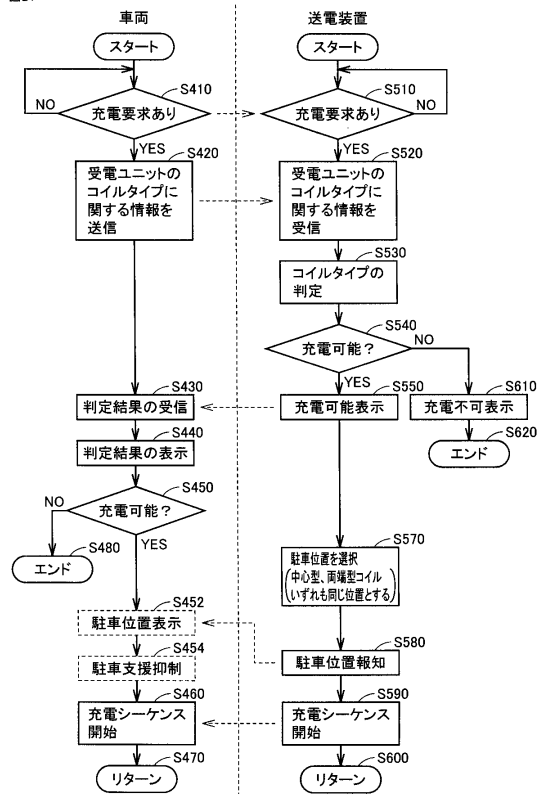 車両
送電装置
スタート
スタート
S410
S510
NO
充電要求あり
充電要求あり
NO
YES
S420
YES
S520
受電ユニットの
コイルタイプに
関する情報を
送信
受電ユニットの
コイルタイプに
関する情報を
受信
S530
コイルタイプの
判定
S540
充電可能?
NO
YES
S430
S550
S610
判定結果の受信
充電可能表示
充電不可表示
S440
S620
判定結果の表示
エンド
S450
NO
充電可能?
S480
YES
エンド
S570
駐車位置を選択
(中心型、両端型コイル
いずれも同じ位置とする)
S452
駐車位置表示
S580
S454
駐車支援抑制
駐車位置報知
S460
S590
充電シーケンス
開始
充電シーケンス
開始
S470
S600
リターン
リターン